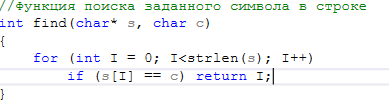 //Функция поиска заданного символа в строке
int find(char* s, char c)
{
for (int I = 0; I<strlen(s); I++)
if (s[I] == c) return I;
}